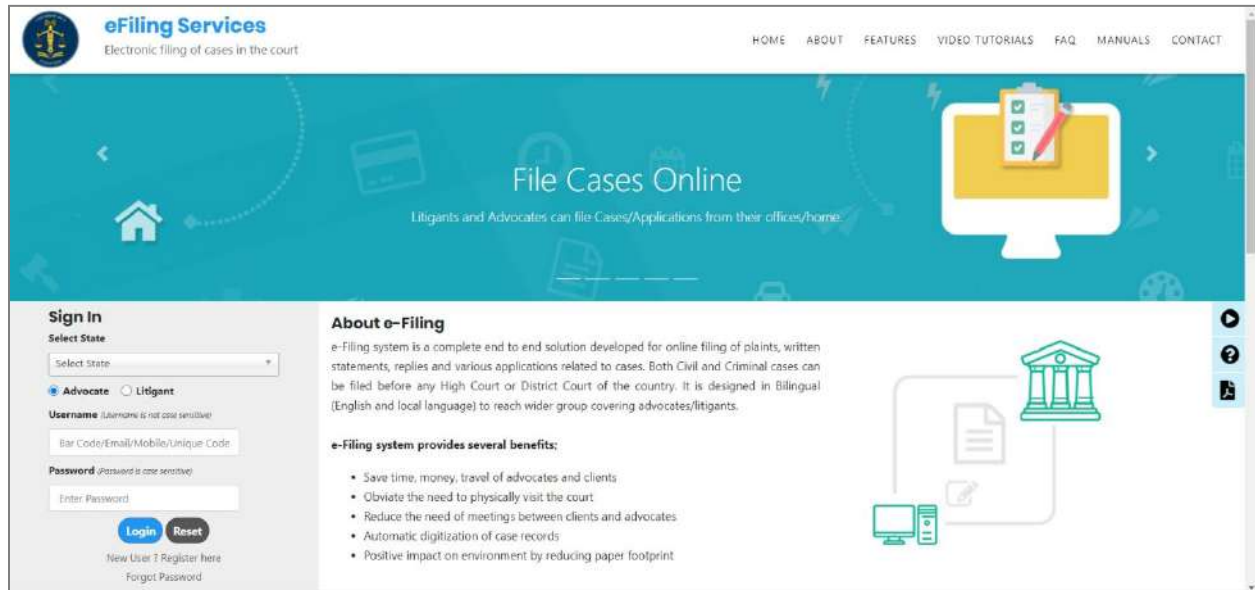 eFiling Services
Electronic filing of cases in the court
HOME ABOUT FEATURES VIDEO TUTORIALS FAQ MANUALS CONTACT
File Cases Online
Litigants and Advocates can file Cases/Applications from their offices/home.
Sign In
Select State
Select State
Advocate Litigant
Username (Username is not case sensitive)
Bar Code/Email/Mobile/Unique Code
Password (Password is case sensitive)
Enter Password
Login Reset
New User ? Register here
Forgot Password
About e-Filing
e-Filing system is a complete end to end solution developed for online filing of plaints, written
statements, replies and various applications related to cases. Both Civil and Criminal cases can
be filed before any High Court or District Court of the country. It is designed in Bilingual
(English and local language) to reach wider group covering advocates/litigants.
e-Filing system provides several benefits;
• Save time, money, travel of advocates and clients
• Obviate the need to physically visit the court
• Reduce the need of meetings between clients and advocates
• Automatic digitization of case records
• Positive impact on environment by reducing paper footprint